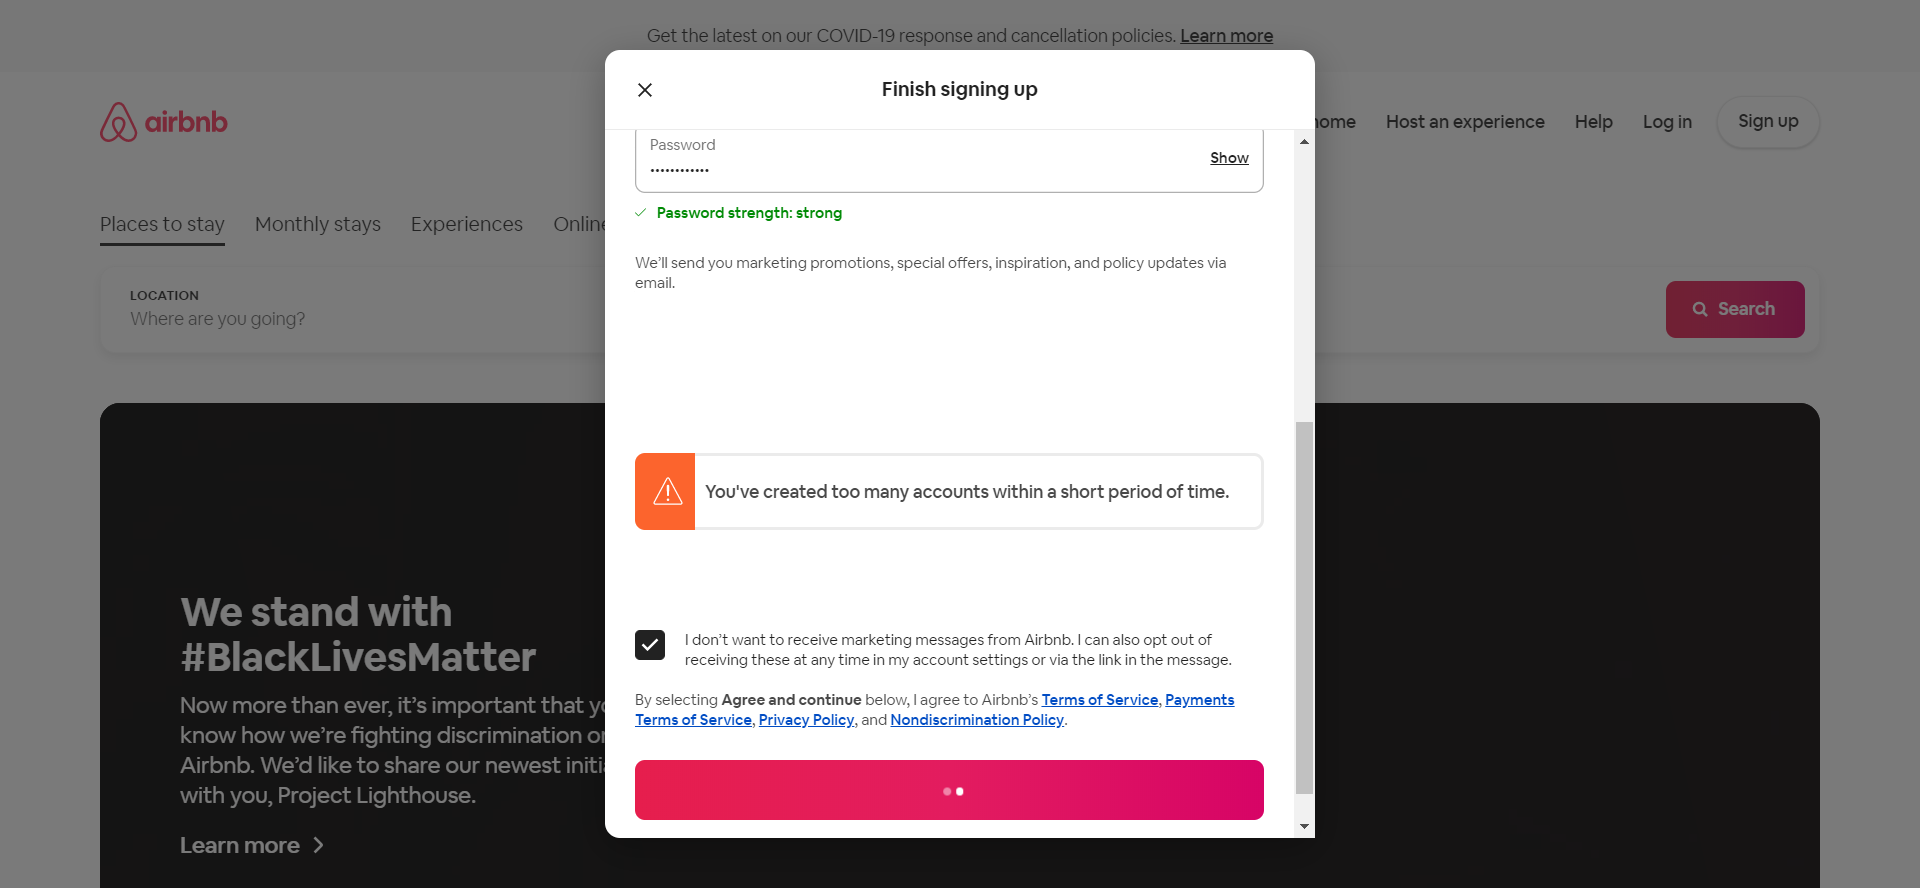 Get the latest on our COVID-19 response and cancellation policies. Learn more
Finish signing up
airbnb
home
Host an experience
Help
Log in
Sign up
Password
••••••••••••
Show
Password strength: strong
Places to stay
Monthly stays
Experiences
Online
We’ll send you marketing promotions, special offers, inspiration, and policy updates via
email.
LOCATION
Where are you going?
Search
You've created too many accounts within a short period of time.
I don’t want to receive marketing messages from Airbnb. I can also opt out of
receiving these at any time in my account settings or via the link in the message.
By selecting Agree and continue below, I agree to Airbnb’s Terms of Service, Payments
Terms of Service, Privacy Policy, and Nondiscrimination Policy.
We stand with
#BlackLivesMatter
Now more than ever, it’s important that
know how we’re fighting discrimination
Airbnb. We’d like to share our newest
with you, Project Lighthouse.
Learn more